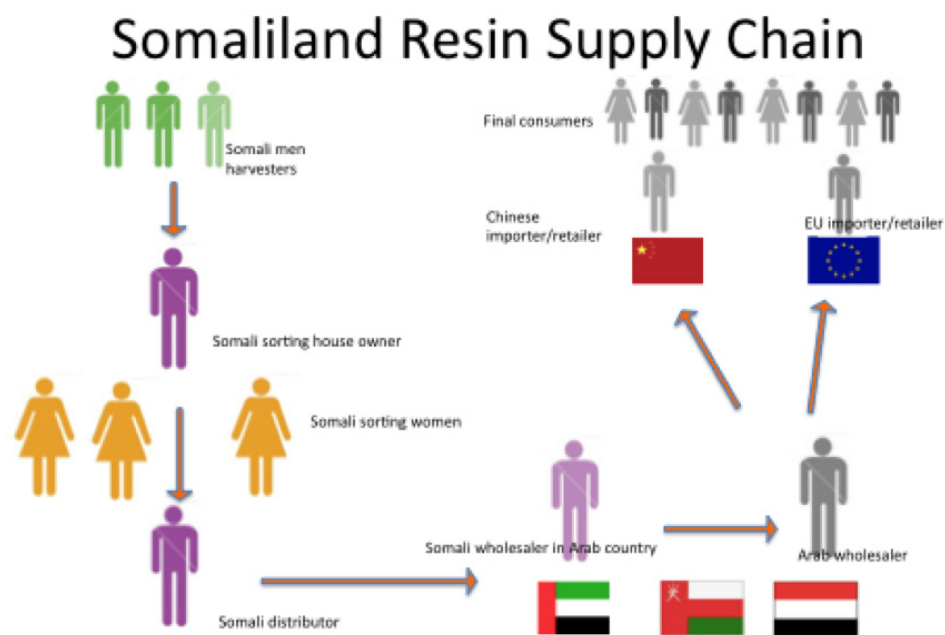 Somaliland Resin Supply Chain
Somali men
harvesters
Somali sorting house owner
Somali sorting women
Somali distributor
Somali wholesaler in Arab country
Arab wholesaler
Chinese
importer/retailer
EU importer/retailer
Final consumers